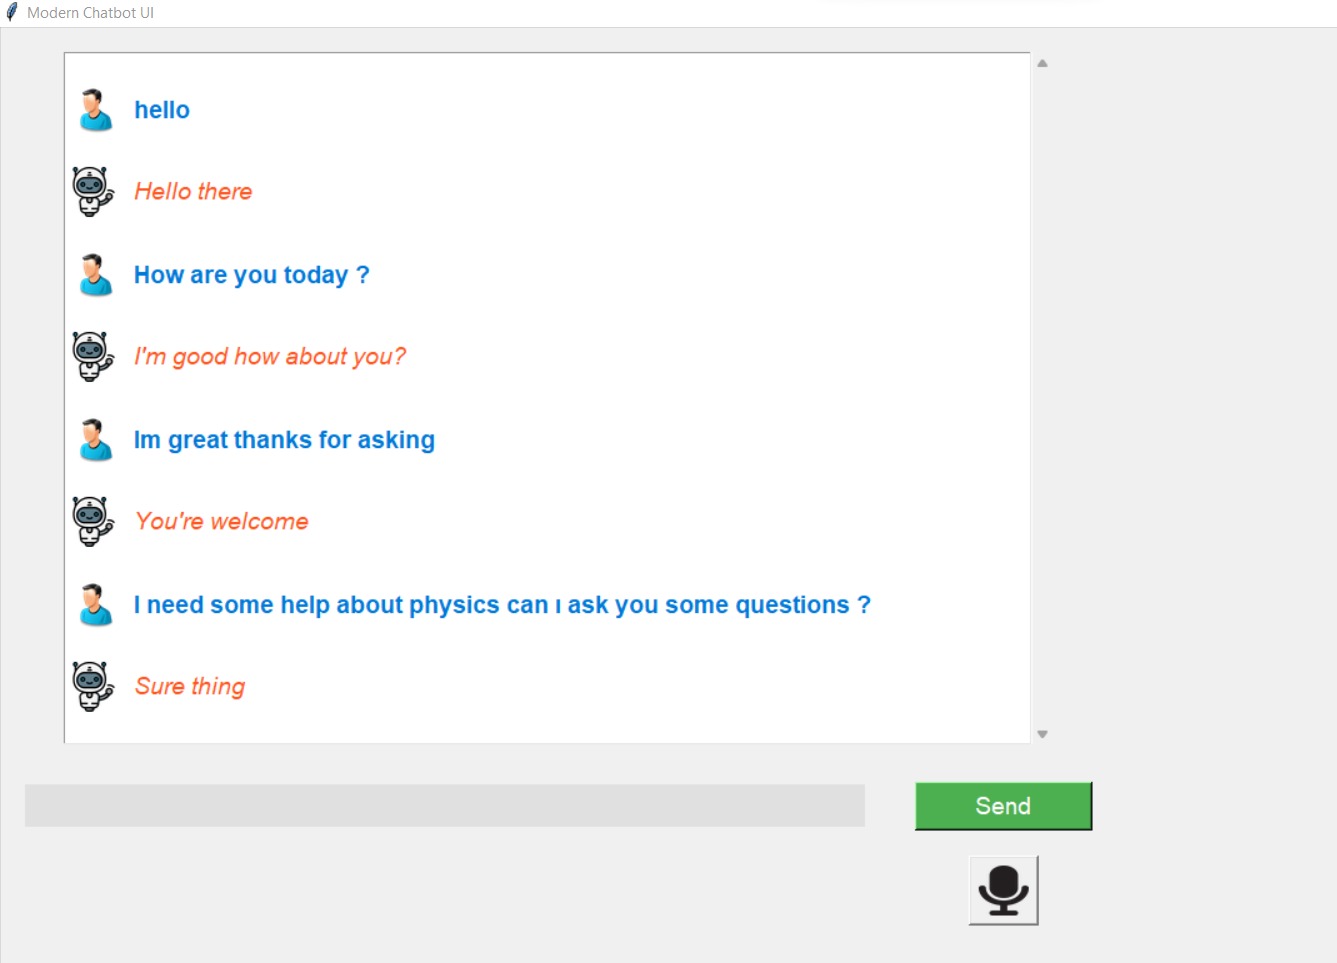 Modern Chatbot UI
hello
Hello there
How are you today ?
I'm good how about you?
Im great thanks for asking
You're welcome
I need some help about physics can ı ask you some questions ?
Sure thing
Send